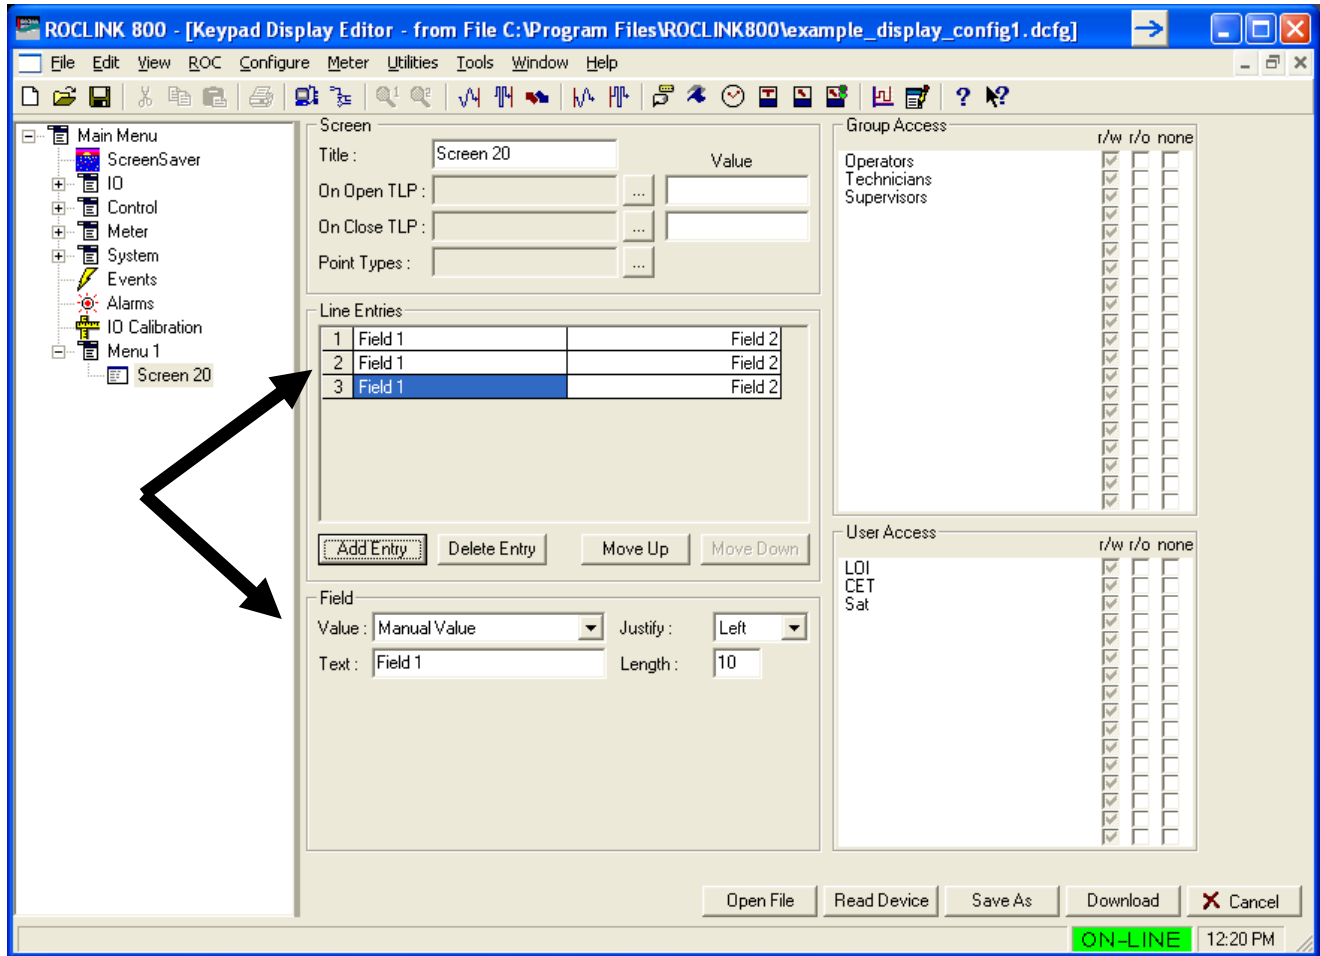 ROCLINK 800 - [Keypad Display Editor - from File C:\Program Files\ROCLINK800\example_display_config1.dcfg]
File Edit View ROC Configure Meter Utilities Tools Window Help
Main Menu
ScreenSaver
IO
Control
Meter
System
Events
Alarms
IO Calibration
Menu 1
Screen 20
Screen
Title : Screen 20 Value
On Open TLP : ...
On Close TLP : ...
Point Types : ...
Line Entries
1 Field 1 Field 2
2 Field 1 Field 2
3 Field 1 Field 2
Add Entry Delete Entry Move Up Move Down
Field
Value : Manual Value Justify : Left
Text : Field 1 Length : 10
Group Access
r/w r/o none
Operators
Technicians
Supervisors
User Access
r/w r/o none
LOI
CET
Sat
Open File Read Device Save As Download Cancel
ON-LINE 12:20 PM